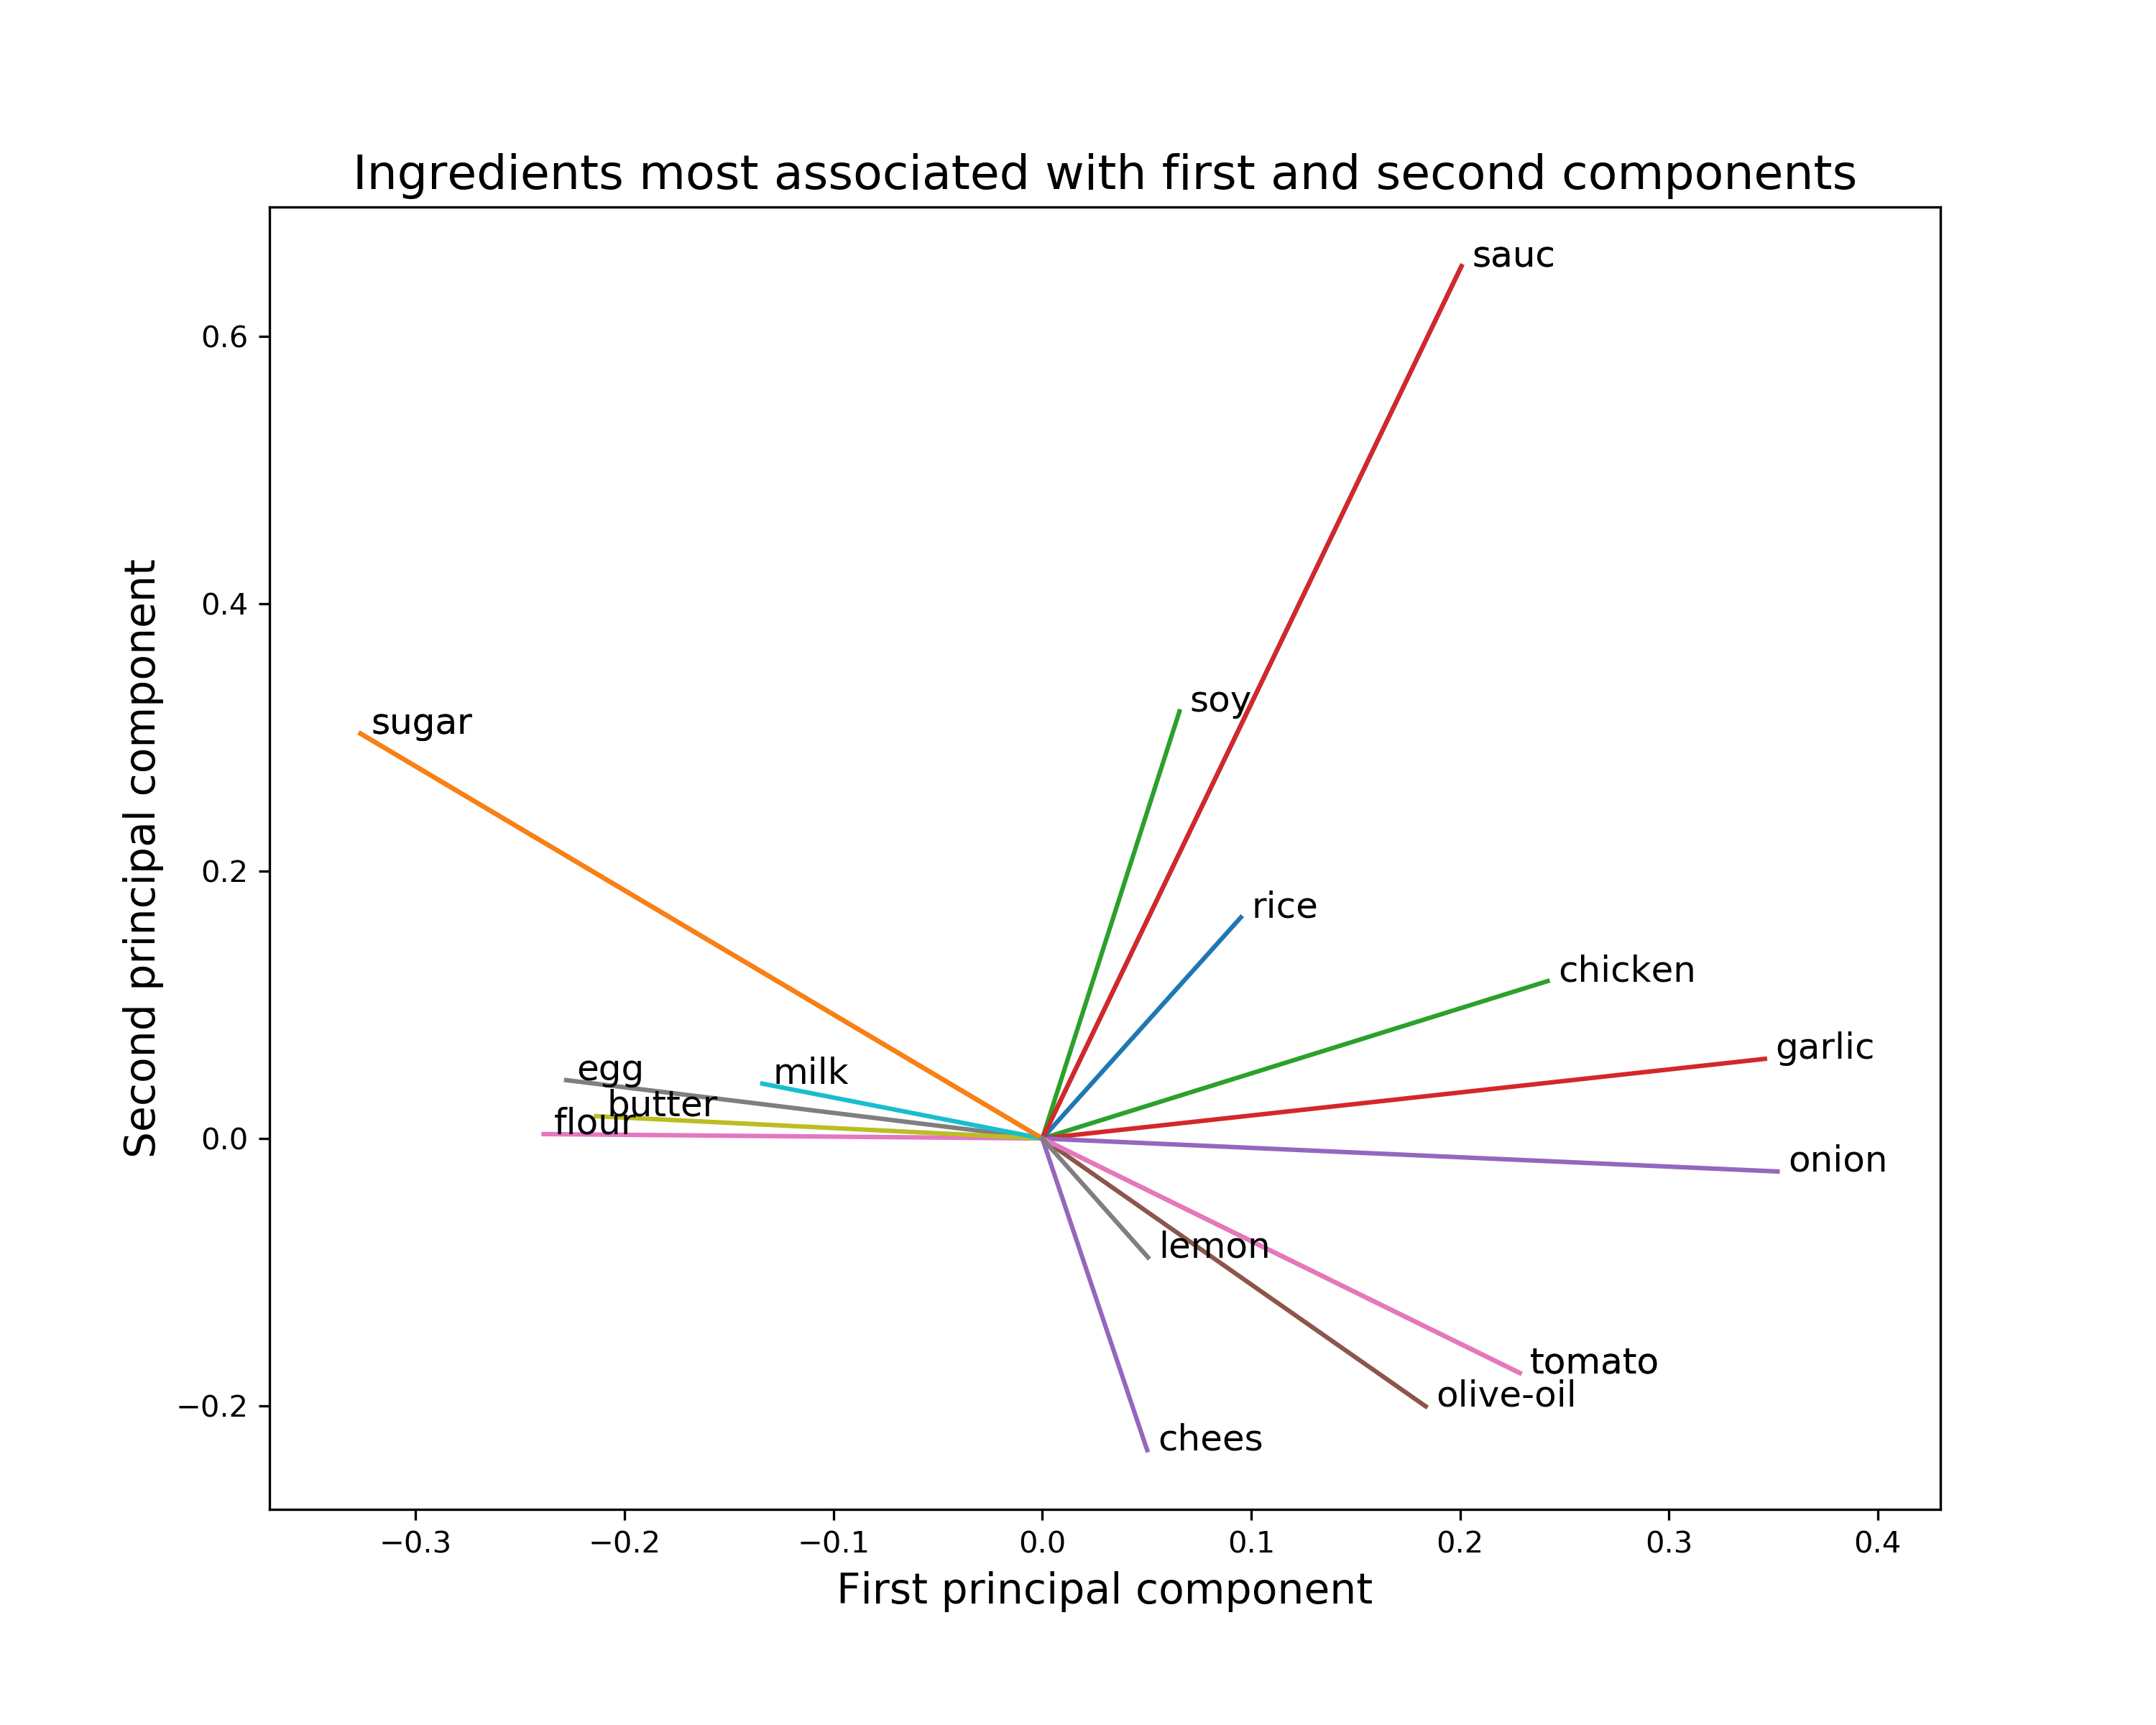 Ingredients most associated with first and second components
sauc
0.6
0.4
soy
sugar
0.2
rice
chicken
garlic
egg
milk
butter
flour
0.0
onion
lemon
tomato
olive-oil
−0.2
chees
Second principal component
−0.3 −0.2 −0.1 0.0 0.1 0.2 0.3 0.4
First principal component